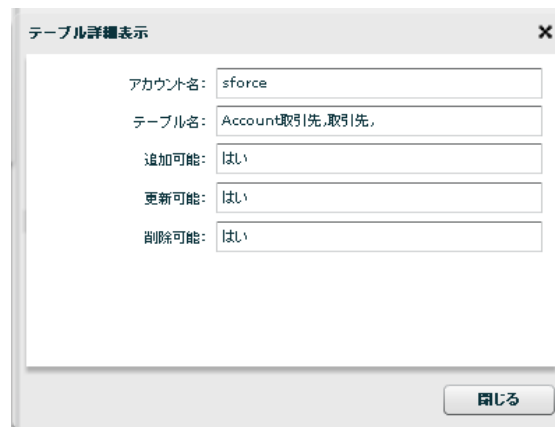 テーブル詳細表示
アカウント名: sforce
テーブル名: Account取引先,取引先,
追加可能: はい
更新可能: はい
削除可能: はい
閉じる